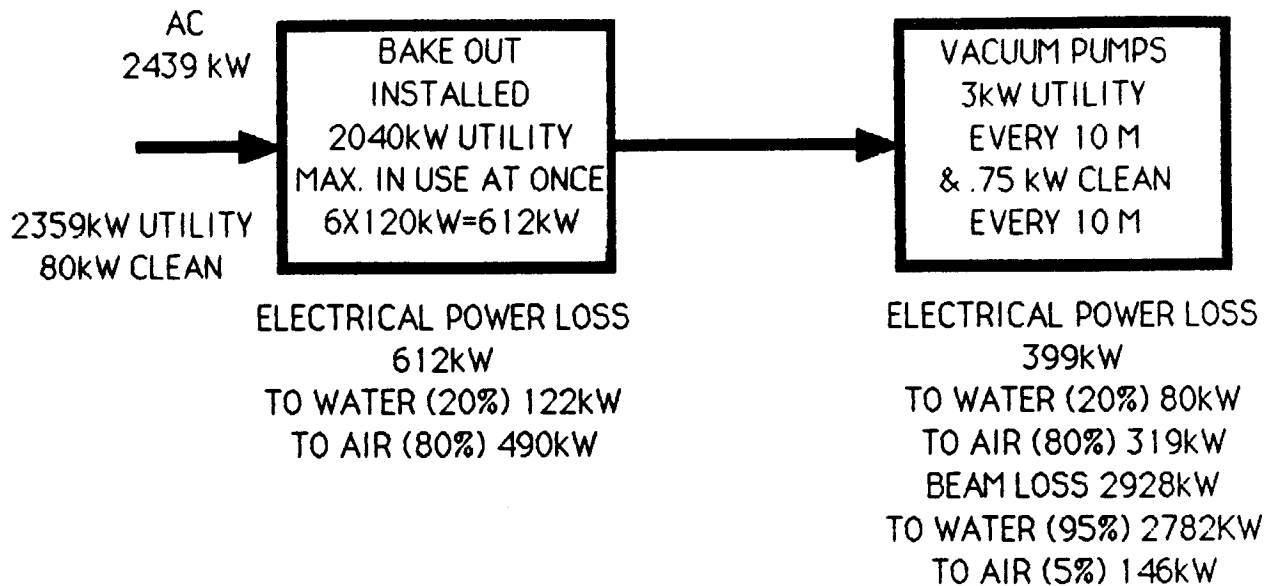 AC
2439 kW
2359kW UTILITY
80kW CLEAN
BAKE OUT
INSTALLED
2040kW UTILITY
MAX. IN USE AT ONCE
6X120kW=612kW
ELECTRICAL POWER LOSS
612kW
TO WATER (20%) 122kW
TO AIR (80%) 490kW
VACUUM PUMPS
3kW UTILITY
EVERY 10 M
& .75 kW CLEAN
EVERY 10 M
ELECTRICAL POWER LOSS
399kW
TO WATER (20%) 80kW
TO AIR (80%) 319kW
BEAM LOSS 2928kW
TO WATER (95%) 2782KW
TO AIR (5%) 146kW